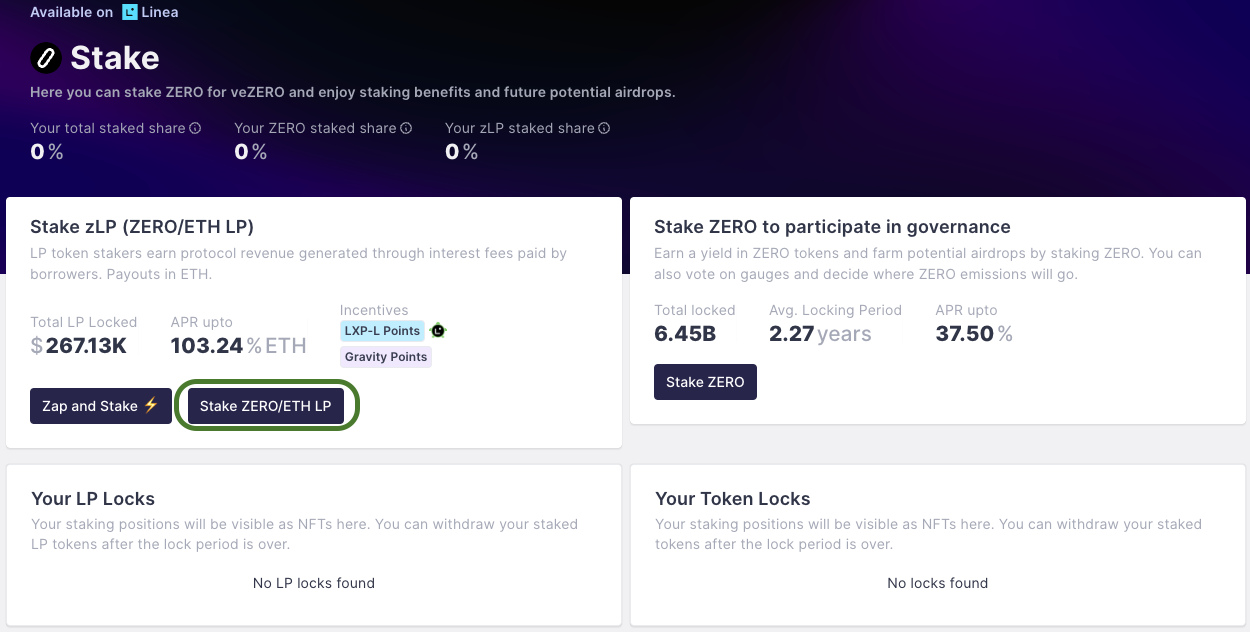 Available on Linea
Stake
Here you can stake ZERO for veZERO and enjoy staking benefits and future potential airdrops.
Your total staked share
0 %
Your ZERO staked share
0 %
Your zLP staked share
0 %
Stake zLP (ZERO/ETH LP)
LP token stakers earn protocol revenue generated through interest fees paid by
borrowers. Payouts in ETH.
Total LP Locked
$267.13K
APR upto
103.24% ETH
Incentives
LXP-L Points
Gravity Points
Zap and Stake ⚡
Stake ZERO/ETH LP
Stake ZERO to participate in governance
Earn a yield in ZERO tokens and farm potential airdrops by staking ZERO. You can
also vote on gauges and decide where ZERO emissions will go.
Total locked
6.45B
Avg. Locking Period
2.27 years
APR upto
37.50 %
Stake ZERO
Your LP Locks
Your staking positions will be visible as NFTs here. You can withdraw your staked
LP tokens after the lock period is over.
No LP locks found
Your Token Locks
Your staking positions will be visible as NFTs here. You can withdraw your staked
tokens after the lock period is over.
No locks found